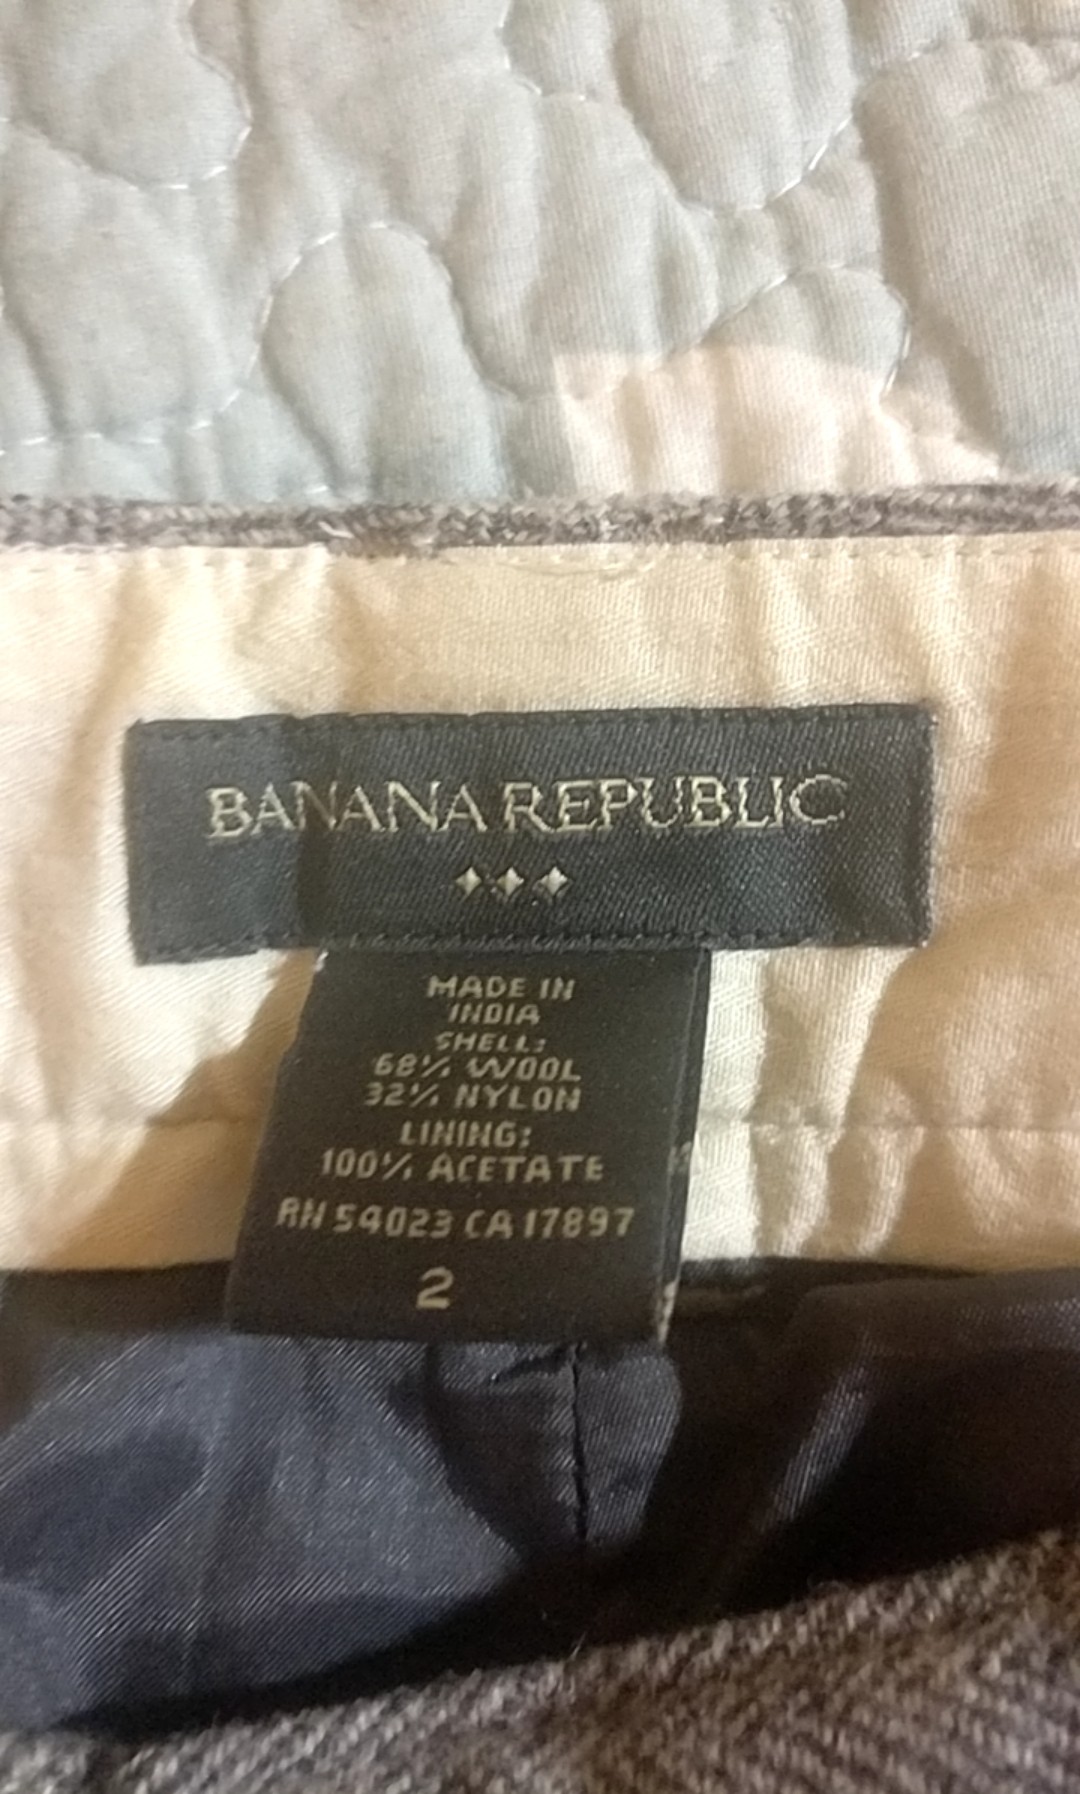 BANANA REPUBLIC
MADE IN
INDIA
SHELL:
68% WOOL
32% NYLON
LINING:
100% ACETATE
RN 54023 CA 17897
2